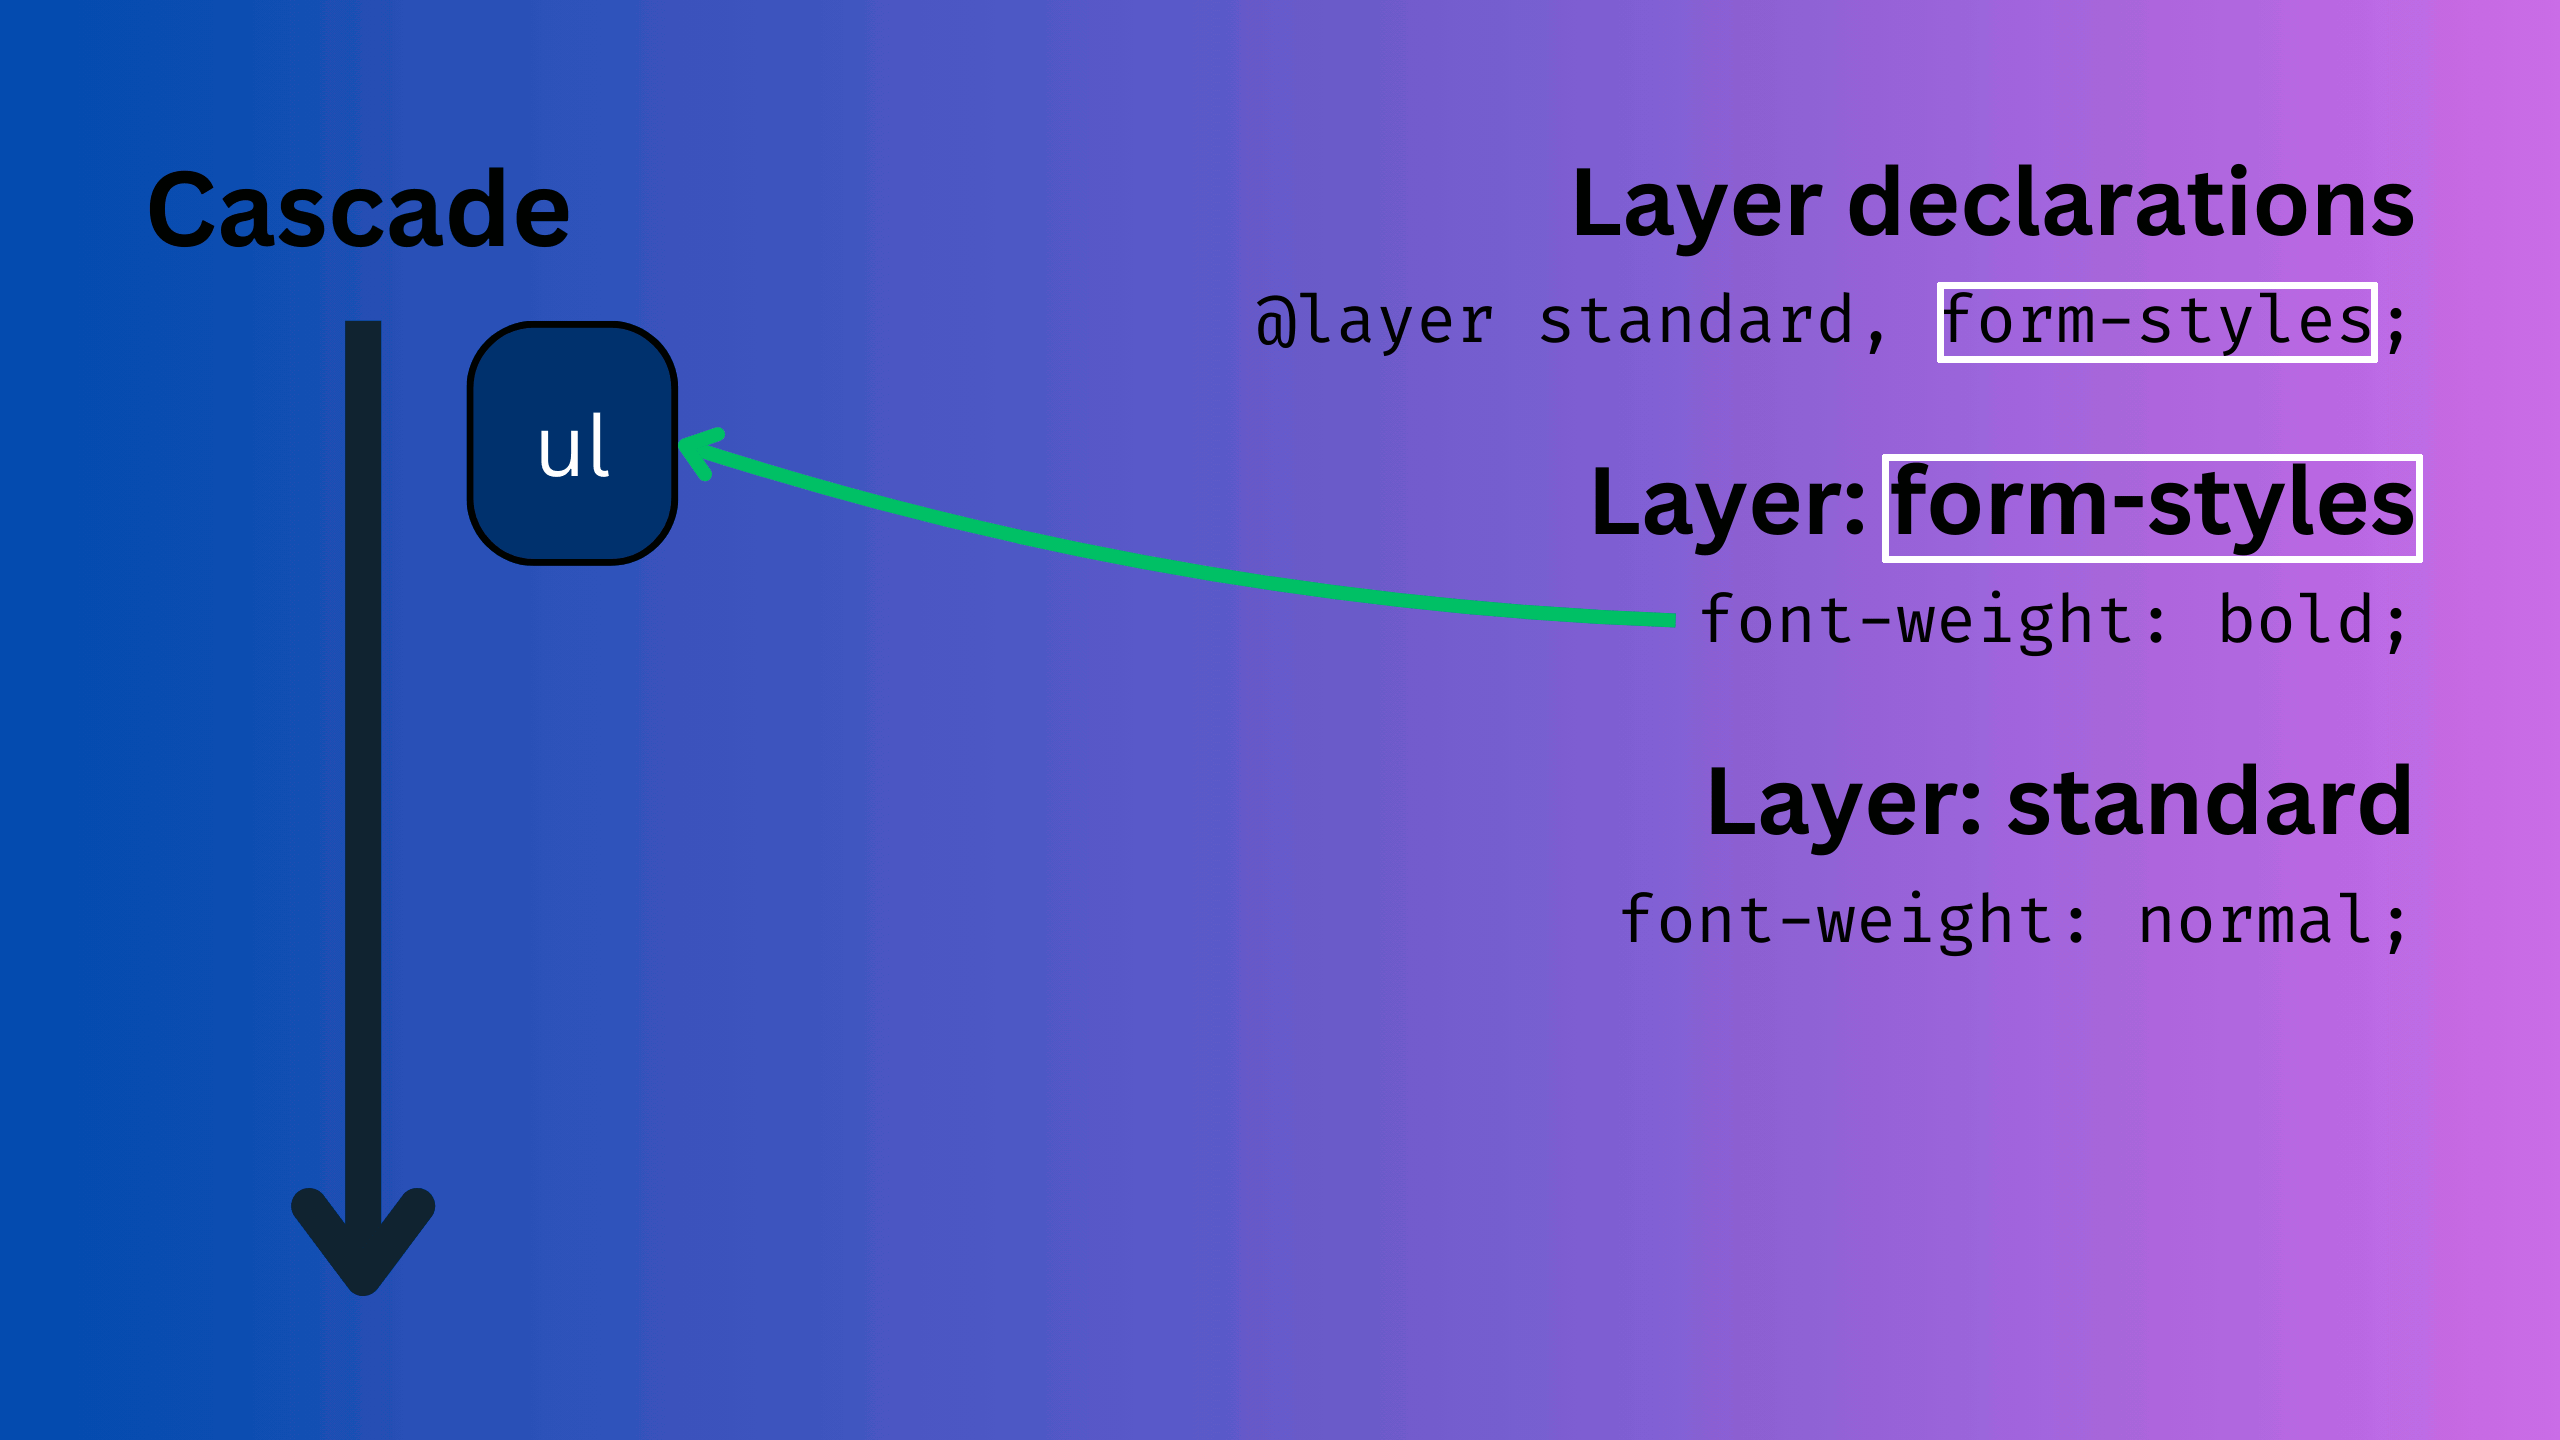 Cascade
ul
Layer declarations
@layer standard, form-styles;
Layer: form-styles
font-weight: bold;
Layer: standard
font-weight: normal;